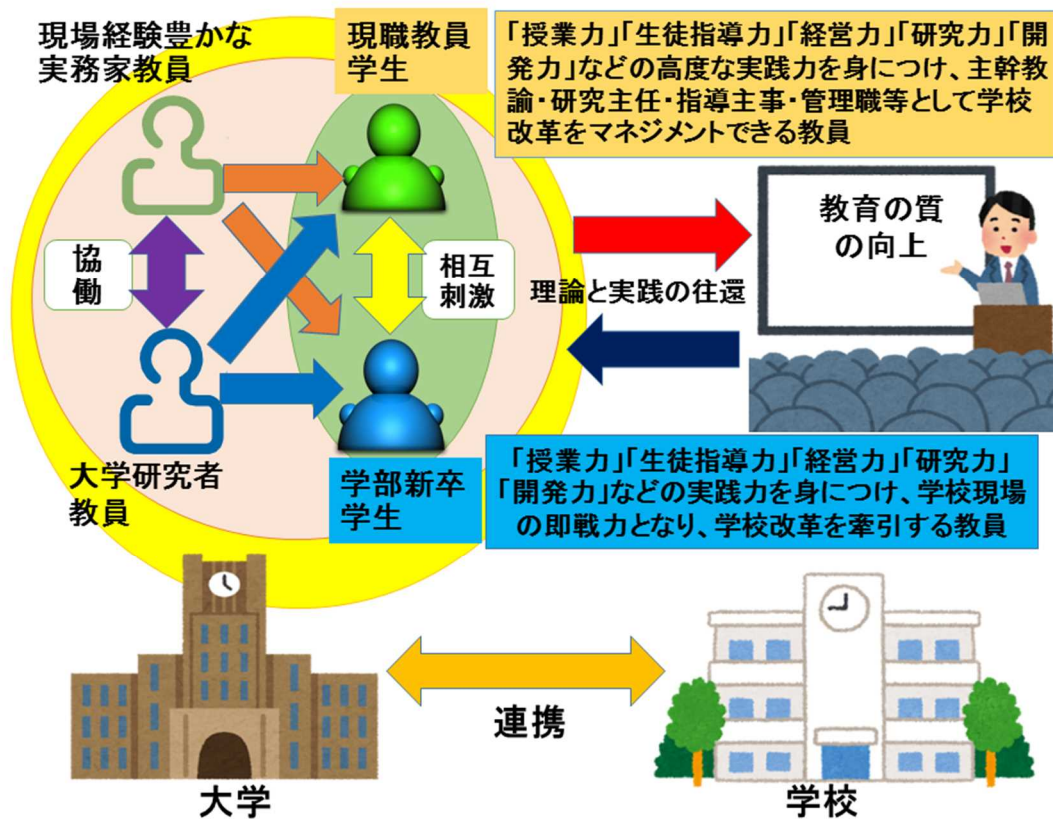 現場経験豊かな
実務家教員
現職教員
学生
「授業力」「生徒指導力」「経営力」「研究力」「開
発力」などの高度な実践力を身につけ、主幹教
諭・研究主任・指導主事・管理職等として学校
改革をマネジメントできる教員
協
働
相互
刺激
理論と実践の往還
教育の質
の向上
大学研究者
教員
学部新卒
学生
「授業力」「生徒指導力」「経営力」「研究力」
「開発力」などの実践力を身につけ、学校現場
の即戦力となり、学校改革を牽引する教員
連携
大学
学校